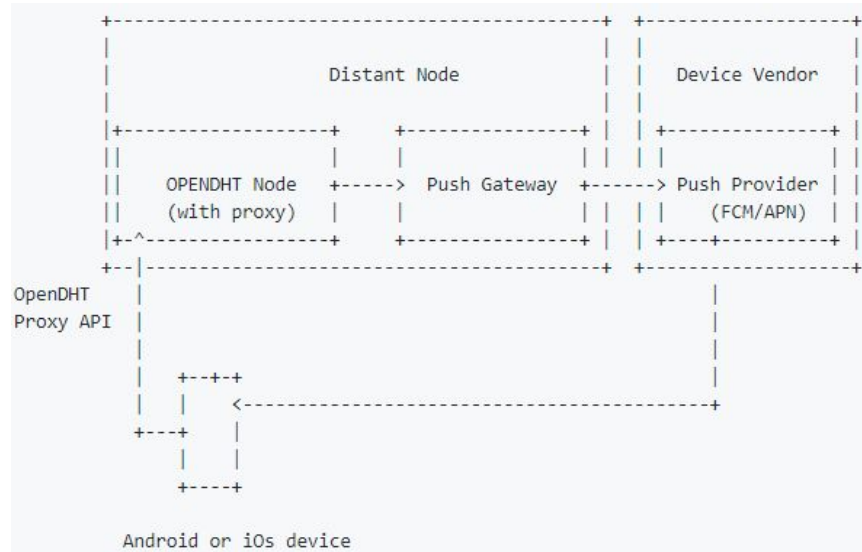 Distant Node
Device Vendor
OPENDHT Node
(with proxy)
Push Gateway
Push Provider
(FCM/APN)
OpenDHT
Proxy API
Android or iOs device